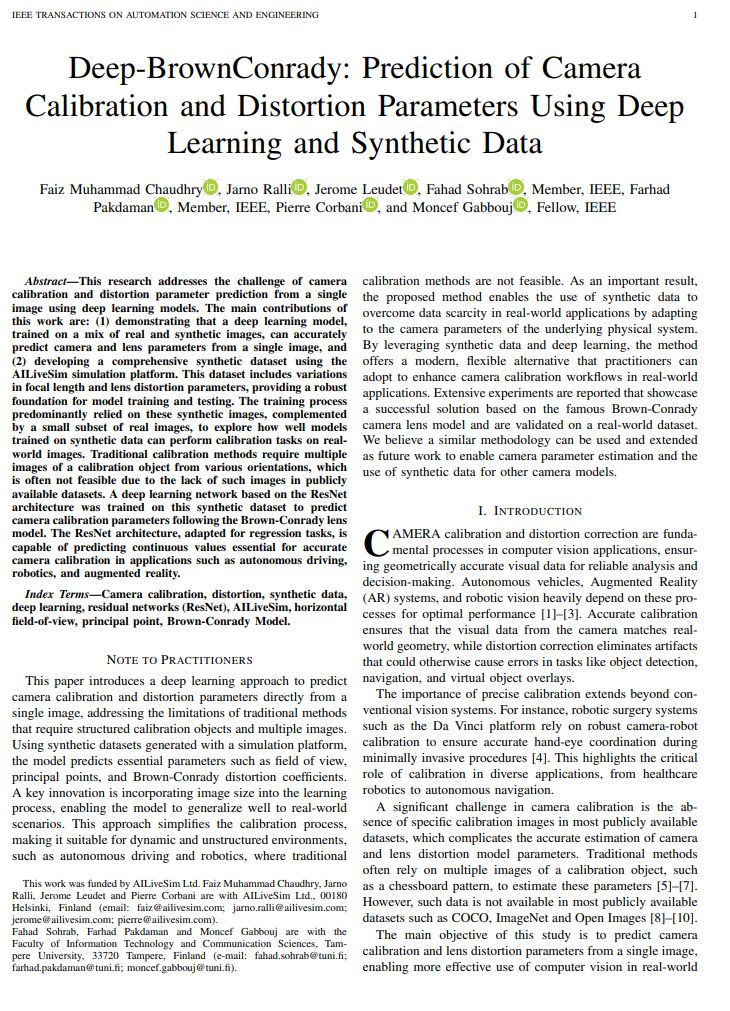 IEEE TRANSACTIONS ON AUTOMATION SCIENCE AND ENGINEERING 1
Deep-BrownConrady: Prediction of Camera
Calibration and Distortion Parameters Using Deep
Learning and Synthetic Data
Faiz Muhammad Chaudhry iD, Jarno Ralli iD, Jerome Leudet iD, Fahad Sohrab iD, Member, IEEE, Farhad
Pakdaman iD, Member, IEEE, Pierre Corbani iD, and Moncef Gabbouj iD, Fellow, IEEE
Abstract—This research addresses the challenge of camera
calibration and distortion parameter prediction from a single
image using deep learning models. The main contributions of
this work are: (1) demonstrating that a deep learning model,
trained on a mix of real and synthetic images, can accurately
predict camera and lens parameters from a single image, and
(2) developing a comprehensive synthetic dataset using the
AILiveSim simulation platform. This dataset includes variations
in focal length and lens distortion parameters, providing a robust
foundation for model training and testing. The training process
predominantly relied on these synthetic images, complemented
by a small subset of real images, to explore how well models
trained on synthetic data can perform calibration tasks on real-
world images. Traditional calibration methods require multiple
images of a calibration object from various orientations, which
is often not feasible due to the lack of such images in publicly
available datasets. A deep learning network based on the ResNet
architecture was trained on this synthetic dataset to predict
camera calibration parameters following the Brown-Conrady lens
model. The ResNet architecture, adapted for regression tasks, is
capable of predicting continuous values essential for accurate
camera calibration in applications such as autonomous driving,
robotics, and augmented reality.
Index Terms—Camera calibration, distortion, synthetic data,
deep learning, residual networks (ResNet), AILiveSim, horizontal
field-of-view, principal point, Brown-Conrady Model.
NOTE TO PRACTITIONERS
This paper introduces a deep learning approach to predict
camera calibration and distortion parameters directly from a
single image, addressing the limitations of traditional methods
that require structured calibration objects and multiple images.
Using synthetic datasets generated with a simulation platform,
the model predicts essential parameters such as field of view,
principal points, and Brown-Conrady distortion coefficients.
A key innovation is incorporating image size into the learning
process, enabling the model to generalize well to real-world
scenarios. This approach simplifies the calibration process,
making it suitable for dynamic and unstructured environments,
such as autonomous driving and robotics, where traditional
This work was funded by AILiveSim Ltd. Faiz Muhammad Chaudhry, Jarno
Ralli, Jerome Leudet and Pierre Corbani are with AILiveSim Ltd., 00180
Helsinki, Finland (email: faiz@ailivesim.com; jarno.ralli@ailivesim.com;
jerome@ailivesim.com; pierre@ailivesim.com).
Fahad Sohrab, Farhad Pakdaman and Moncef Gabbouj are with the
Faculty of Information Technology and Communication Sciences, Tam-
pere University, 33720 Tampere, Finland (e-mail: fahad.sohrab@tuni.fi;
farhad.pakdaman@tuni.fi; moncef.gabbouj@tuni.fi).
calibration methods are not feasible. As an important result,
the proposed method enables the use of synthetic data to
overcome data scarcity in real-world applications by adapting
to the camera parameters of the underlying physical system.
By leveraging synthetic data and deep learning, the method
offers a modern, flexible alternative that practitioners can
adopt to enhance camera calibration workflows in real-world
applications. Extensive experiments are reported that showcase
a successful solution based on the famous Brown-Conrady
camera lens model and are validated on a real-world dataset.
We believe a similar methodology can be used and extended
as future work to enable camera parameter estimation and the
use of synthetic data for other camera models.
I. INTRODUCTION
CAMERA calibration and distortion correction are funda-
mental processes in computer vision applications, ensur-
ing geometrically accurate visual data for reliable analysis and
decision-making. Autonomous vehicles, Augmented Reality
(AR) systems, and robotic vision heavily depend on these pro-
cesses for optimal performance [1]–[3]. Accurate calibration
ensures that the visual data from the camera matches real-
world geometry, while distortion correction eliminates artifacts
that could otherwise cause errors in tasks like object detection,
navigation, and virtual object overlays.
The importance of precise calibration extends beyond con-
ventional vision systems. For instance, robotic surgery systems
such as the Da Vinci platform rely on robust camera-robot
calibration to ensure accurate hand-eye coordination during
minimally invasive procedures [4]. This highlights the critical
role of calibration in diverse applications, from healthcare
robotics to autonomous navigation.
A significant challenge in camera calibration is the ab-
sence of specific calibration images in most publicly available
datasets, which complicates the accurate estimation of camera
and lens distortion model parameters. Traditional methods
often rely on multiple images of a calibration object, such
as a chessboard pattern, to estimate these parameters [5]–[7].
However, such data is not available in most publicly available
datasets such as COCO, ImageNet and Open Images [8]–[10].
The main objective of this study is to predict camera
calibration and lens distortion parameters from a single image,
enabling more effective use of computer vision in real-world